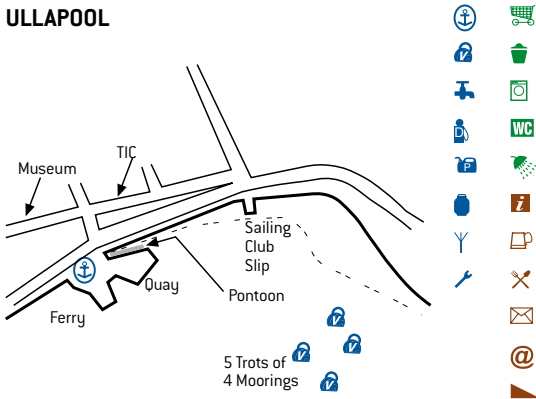 ULLAPOOL
TIC
Museum
Sailing
Club
Slip
Quay
Pontoon
Ferry
5 Trots of
4 Moorings
V
V
V
V
V
D
WC
P
i
@